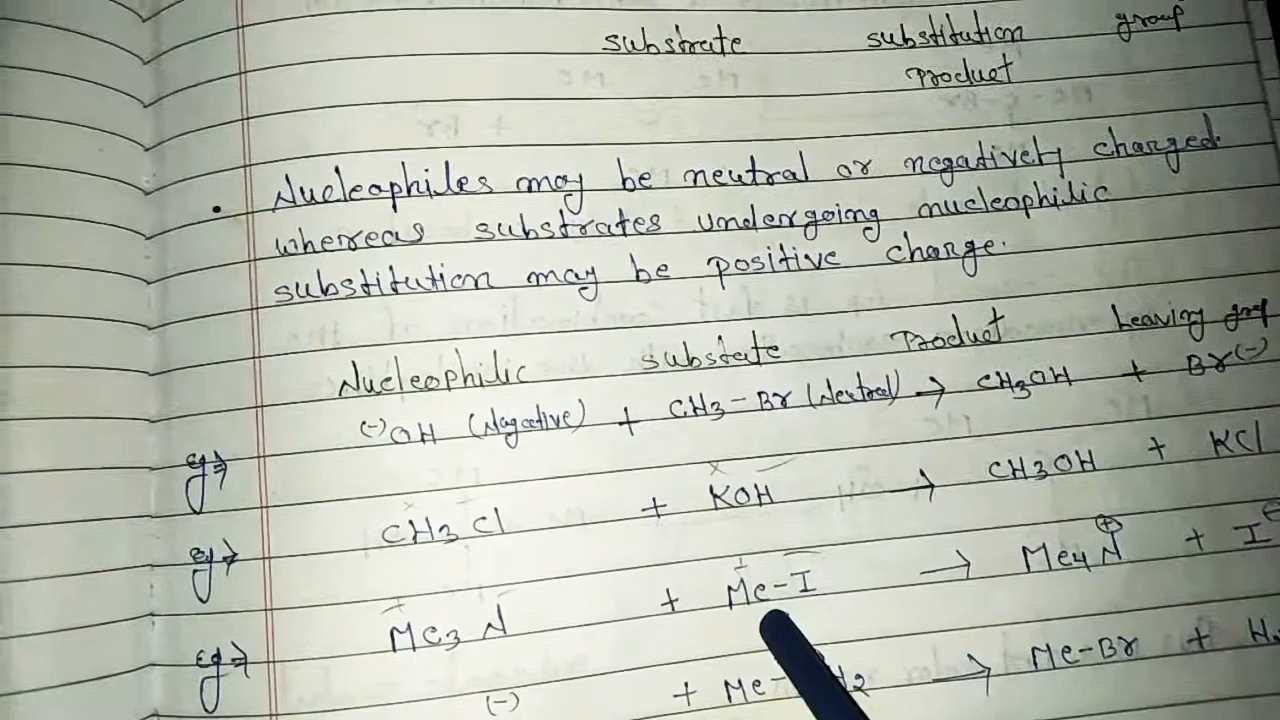 substrate substitution group
product
• Nucleophiles may be neutral or negatively charged
whereas substrates undergoing nucleophilic
substitution may be positive charge.
Nucleophilic substate Product Leaving group
(-)OH (Nagative) + CH3-Br (Neutral) → CH3OH + Br(-)
eg⇒ CH3Cl + KOH → CH3OH + KCl
eg⇒ Me3N + Me-I → Me4N⊕ + I⊖
eg⇒ (-) + Me- → Me-Br +